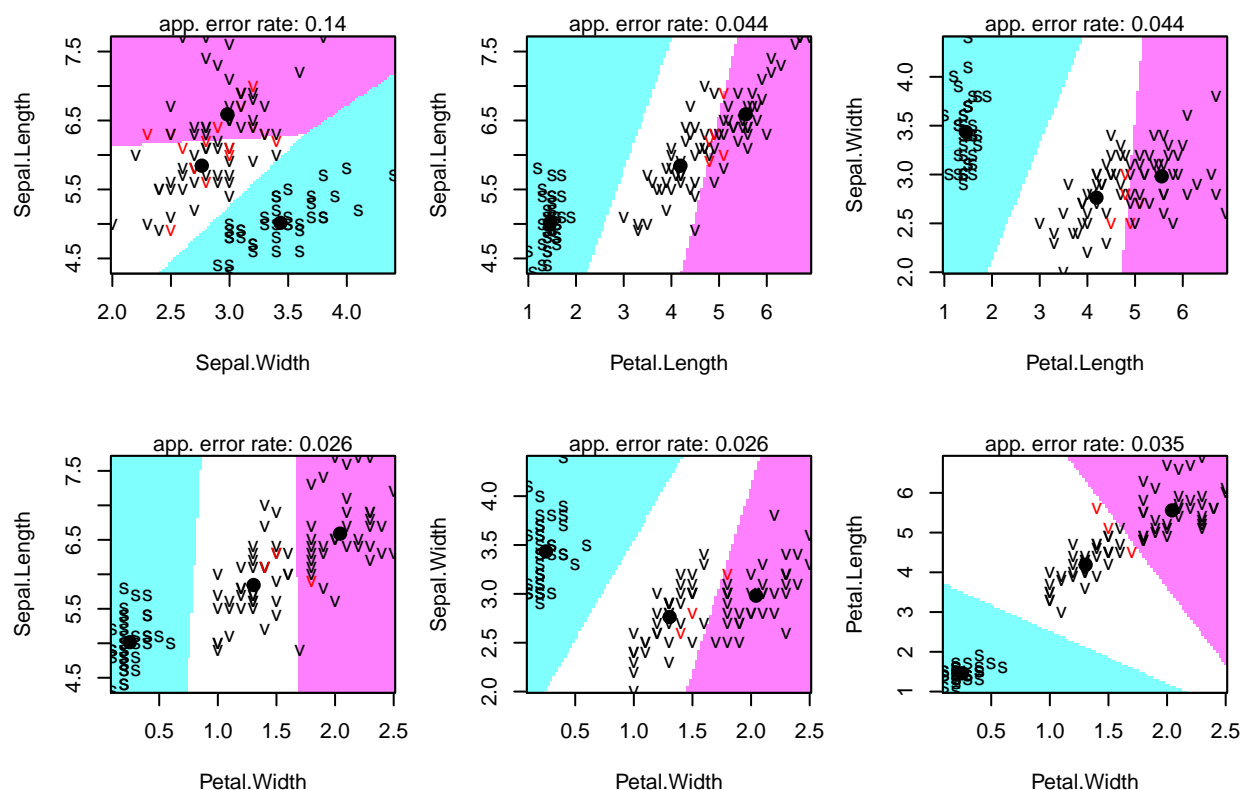 app. error rate: 0.14
Sepal.Length
4.5 5.5 6.5 7.5
2.0 2.5 3.0 3.5 4.0
Sepal.Width
app. error rate: 0.044
Sepal.Length
4.5 5.5 6.5 7.5
1 2 3 4 5 6
Petal.Length
app. error rate: 0.044
Sepal.Width
2.0 2.5 3.0 3.5 4.0
1 2 3 4 5 6
Petal.Length
app. error rate: 0.026
Sepal.Length
4.5 5.5 6.5 7.5
0.5 1.0 1.5 2.0 2.5
Petal.Width
app. error rate: 0.026
Sepal.Width
2.0 2.5 3.0 3.5 4.0
0.5 1.0 1.5 2.0 2.5
Petal.Width
app. error rate: 0.035
Petal.Length
1 2 3 4 5 6
0.5 1.0 1.5 2.0 2.5
Petal.Width